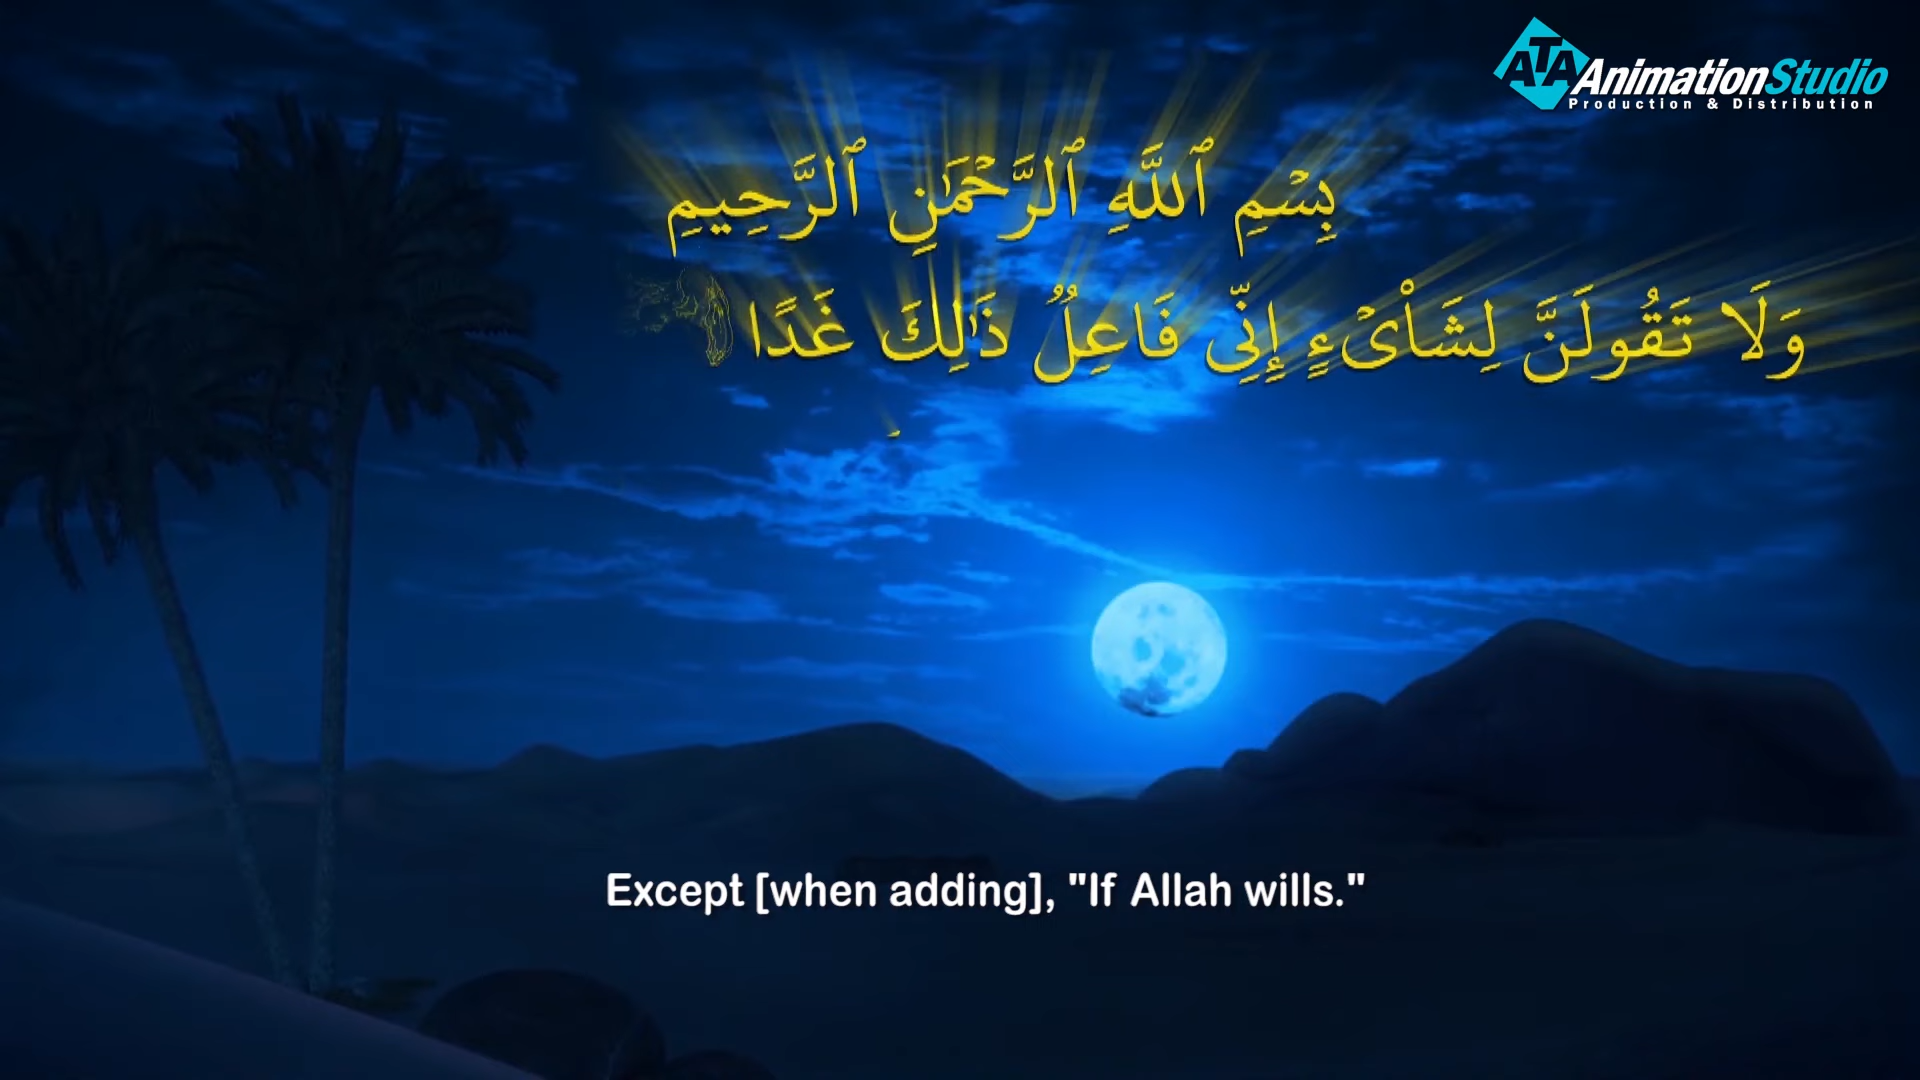 ATA AnimationStudio
Production & Distribution
بِسْمِ ٱللَّهِ ٱلرَّحْمَٰنِ ٱلرَّحِيمِ
وَلَا تَقُولَنَّ لِشَا۟ىْءٍ إِنِّى فَاعِلٌ ذَٰلِكَ غَدًا
Except [when adding], "If Allah wills."